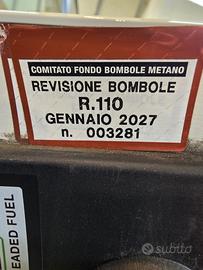 COMITATO FONDO BOMBOLE METANO
REVISIONE BOMBOLE
R.110
GENNAIO 2027
n. 003281
EADED FUEL
subito